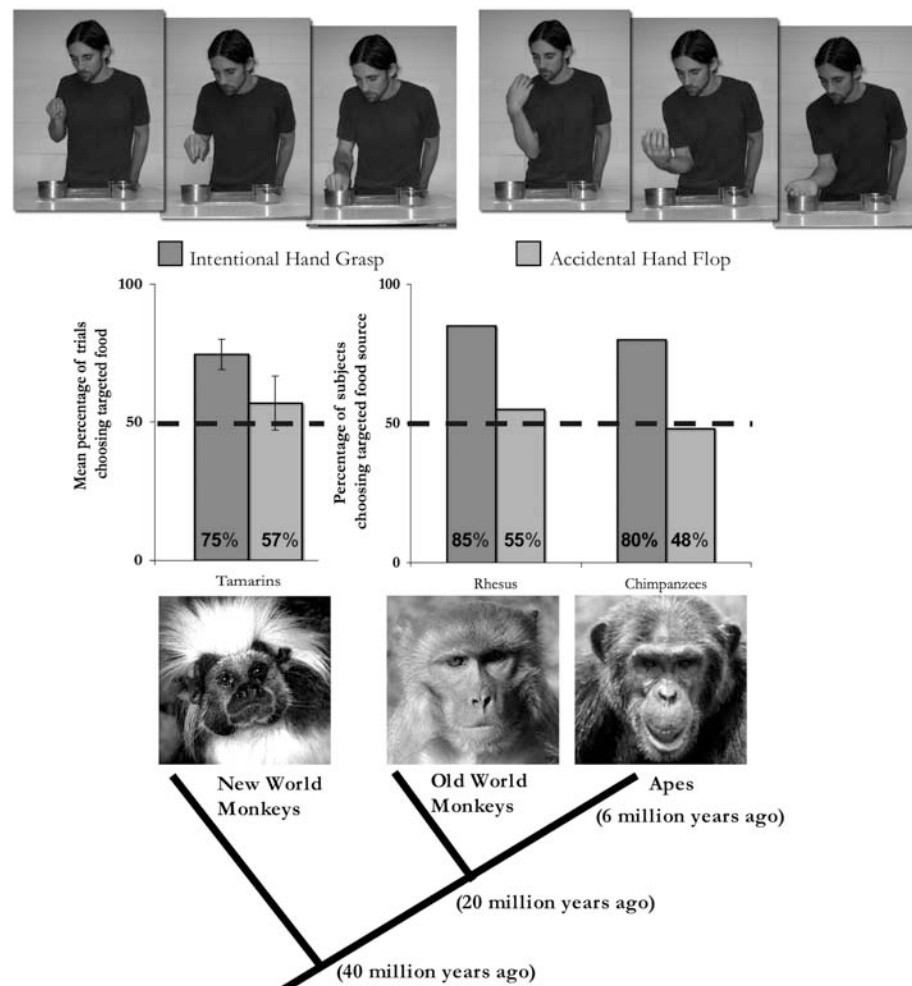 Intentional Hand Grasp
Accidental Hand Flop
Mean percentage of trials
choosing targeted food
100
50
0
75%
57%
Tamarins
Percentage of subjects
choosing targeted food source
100
50
0
85%
55%
80%
48%
Rhesus
Chimpanzees
New World
Monkeys
Old World
Monkeys
Apes
(6 million years ago)
(20 million years ago)
(40 million years ago)